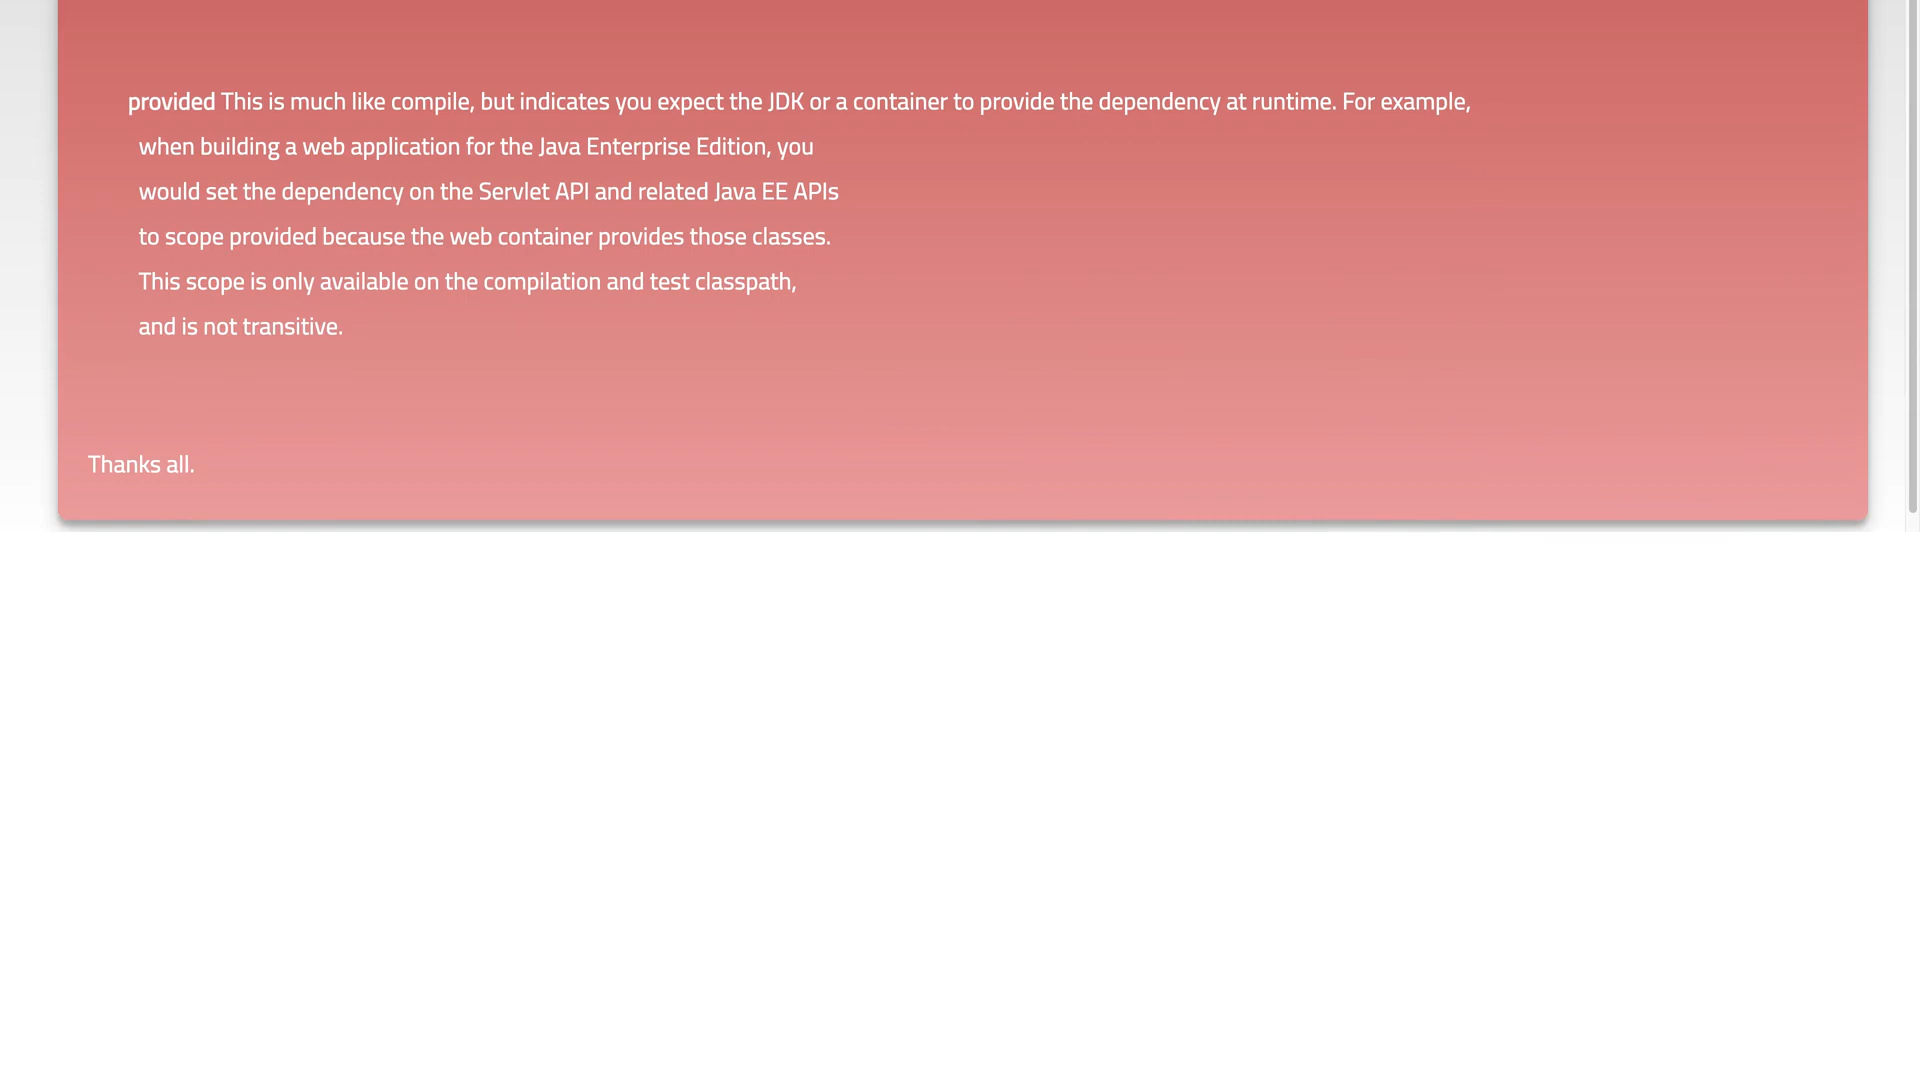 provided This is much like compile, but indicates you expect the JDK or a container to provide the dependency at runtime. For example,
when building a web application for the Java Enterprise Edition, you
would set the dependency on the Servlet API and related Java EE APIs
to scope provided because the web container provides those classes.
This scope is only available on the compilation and test classpath,
and is not transitive.
Thanks all.